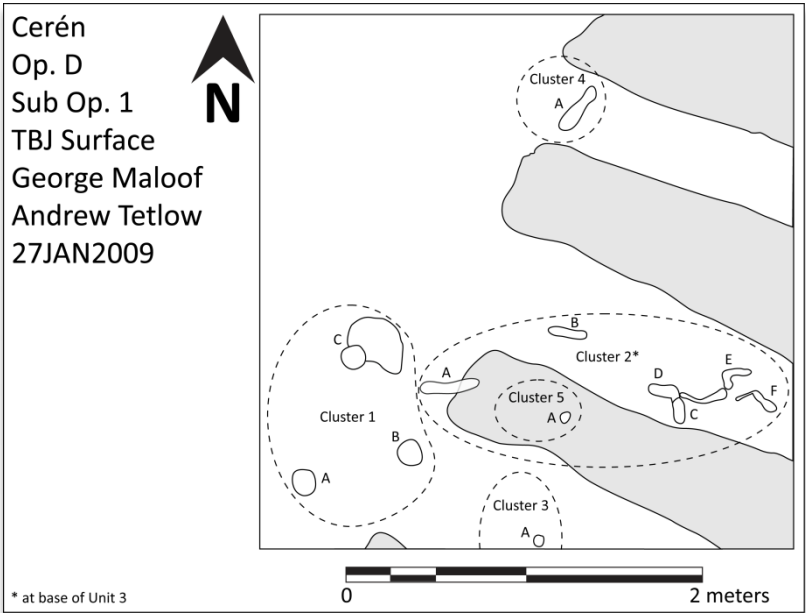 Cerén
Op. D
Sub Op. 1
TBJ Surface
George Maloof
Andrew Tetlow
27JAN2009
N
Cluster 4
A
C
Cluster 1
B
A
B
Cluster 2*
A
E
D
F
C
Cluster 5
A
Cluster 3
A
* at base of Unit 3
0
2 meters